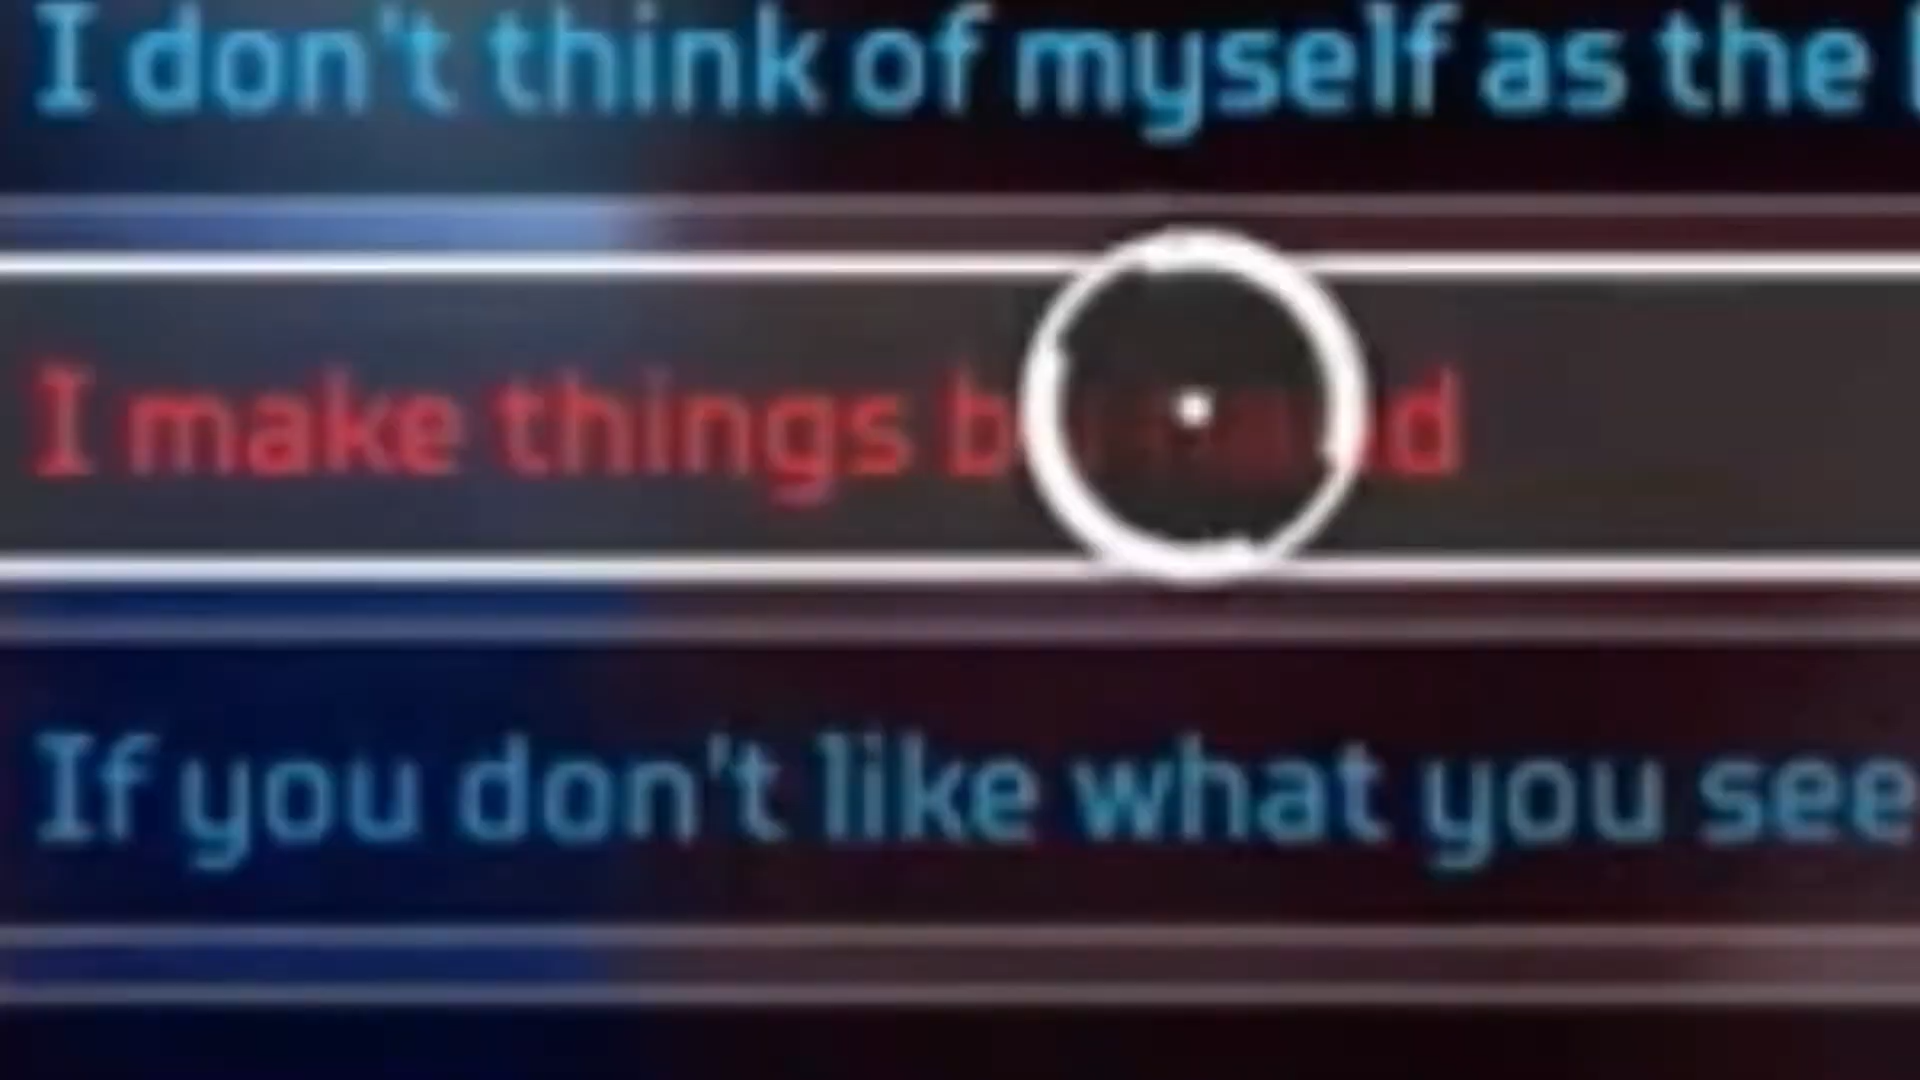 I don't think of myself as the
I make things
If you don't like what you see